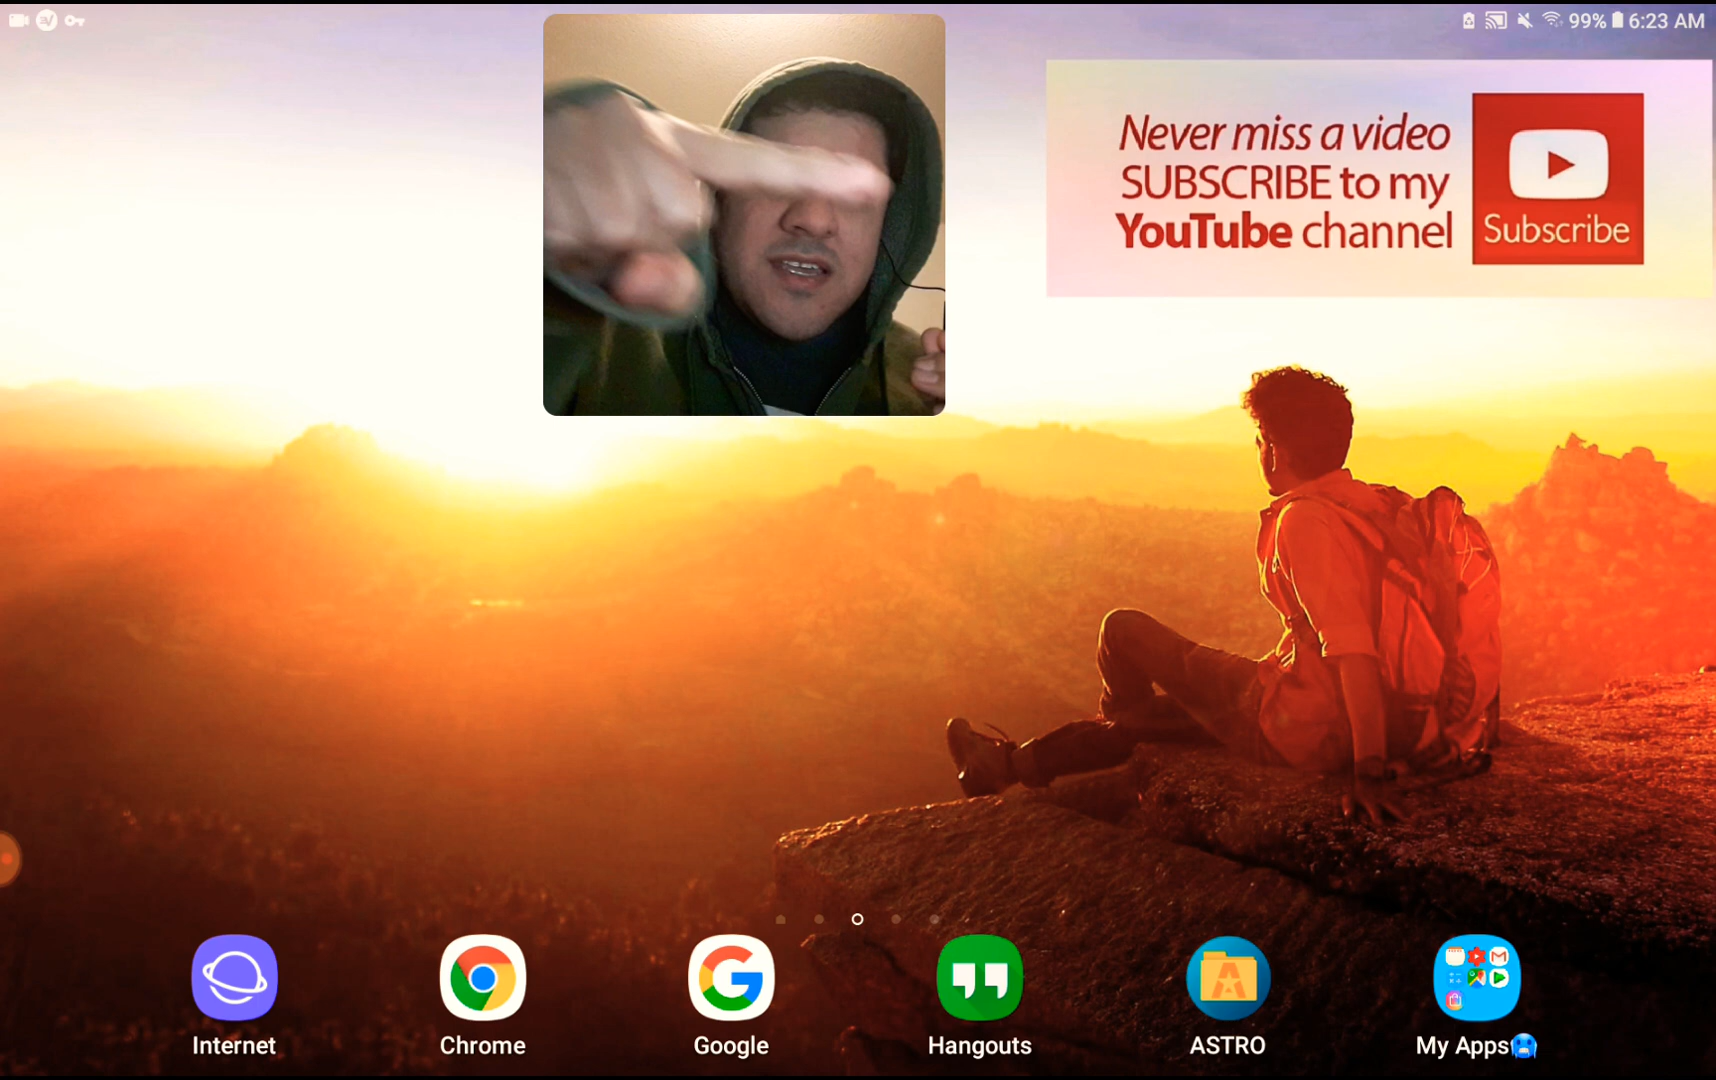 99% 6:23 AM
Never miss a video
SUBSCRIBE to my
YouTube channel
Subscribe
Internet
Chrome
Google
Hangouts
ASTRO
My Apps🥶